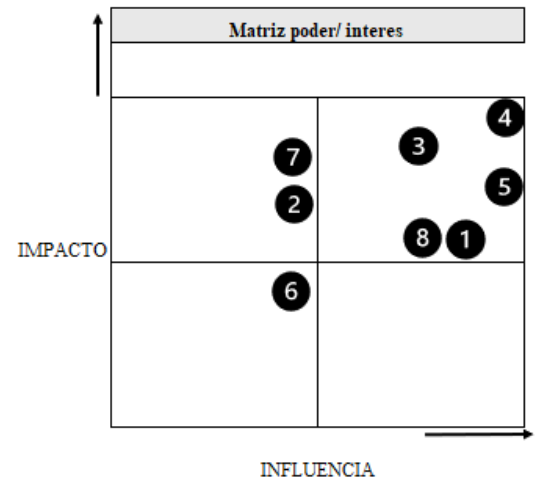 Matriz poder/ interes
4
3
7
5
2
8
1
IMPACTO
6
INFLUENCIA